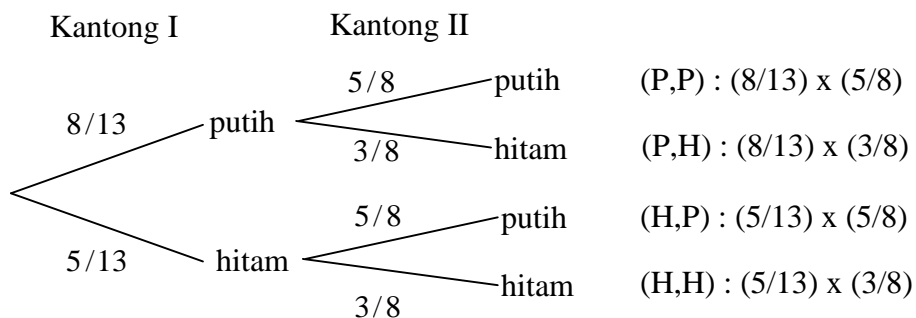 Kantong I Kantong II
5/8 putih (P,P) : (8/13) x (5/8)
8/13 putih
3/8 hitam (P,H) : (8/13) x (3/8)
5/8 putih (H,P) : (5/13) x (5/8)
5/13 hitam
3/8 hitam (H,H) : (5/13) x (3/8)